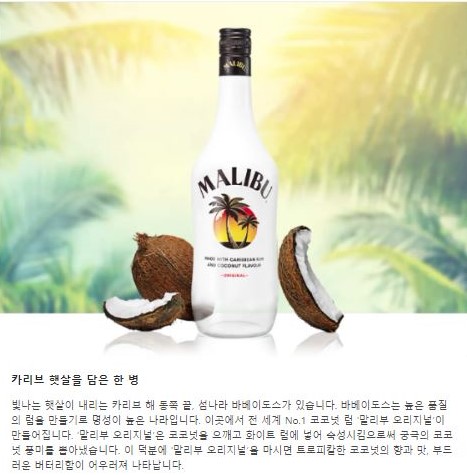 MALIBU
MALIBU
MADE WITH CARIBBEAN RUM
AND COCONUT FLAVOUR
ORIGINAL
카리브 햇살을 담은 한 병
빛나는 햇살이 내리는 카리브 해 동쪽 끝, 섬나라 바베이도스가 있습니다. 바베이도스는 높은 품질
의 럼을 만들기로 명성이 높은 나라입니다. 이곳에서 전 세계 No.1 코코넛 럼 ‘말리부 오리지널’이
만들어집니다. ‘말리부 오리지널’은 코코넛을 으깨고 화이트 럼에 넣어 숙성시킴으로써 궁극의 코코
넛 풍미를 뽑아냈습니다. 이 덕분에 ‘말리부 오리지널’을 마시면 트로피칼한 코코넛의 향과 맛, 부드
러운 버터리함이 어우러져 나타납니다.